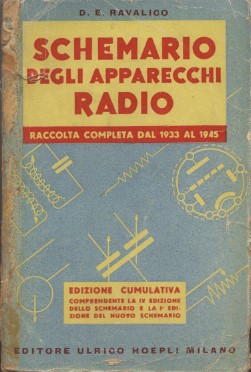 D. E. RAVALICO
SCHEMARIO
DEGLI APPARECCHI
RADIO
RACCOLTA COMPLETA DAL 1933 AL 1945
EDIZIONE CUMULATIVA
COMPRENDENTE LA IV EDIZIONE
DELLO SCHEMARIO E LA Iª EDI-
ZIONE DEL NUOVO SCHEMARIO
EDITORE ULRICO HOEPLI MILANO